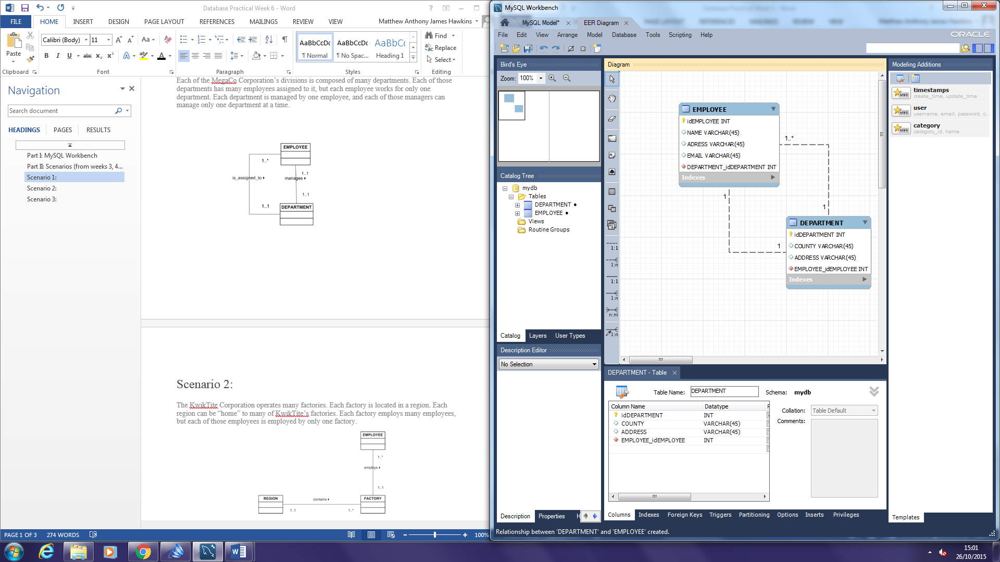 Database Practical Week 6 - Word
FILE HOME INSERT DESIGN PAGE LAYOUT REFERENCES MAILINGS REVIEW VIEW Matthew Anthony James Hawkins
Paste
Calibri (Body) 11
Aa
B I U abc x₂ x² A A
AaBbCcDc AaBbCcDc AaBbCc
¶ Normal ¶ No Spac... Heading 1
Find
Replace
Select
Clipboard Font Paragraph Styles Editing
Navigation
Search document
HEADINGS PAGES RESULTS
Part I: MySQL Workbench
Part II: Scenarios (from weeks 3, 4...
Scenario 1:
Scenario 2:
Scenario 3:
Each of the MegaCo Corporation's divisions is composed of many departments. Each of those
departments has many employees assigned to it, but each employee works for only one
department. Each department is managed by one employee, and each of those managers can
manage only one department at a time.
EMPLOYEE
1..*
1..1
is_assigned_to
manages
1..1
1..1
DEPARTMENT
Scenario 2:
The KwikTite Corporation operates many factories. Each factory is located in a region. Each
region can be “home” to many of KwikTite's factories. Each factory employs many employees,
but each of those employees is employed by only one factory.
EMPLOYEE
1..*
employs
1..1
REGION
contains
FACTORY
1..1
1..*
PAGE 1 OF 3 274 WORDS
100%
MySQL Workbench
MySQL Model* EER Diagram
File Edit View Arrange Model Database Tools Scripting Help
ORACLE
Bird's Eye
Zoom: 100%
Catalog Tree
mydb
Tables
DEPARTMENT
EMPLOYEE
Views
Routine Groups
Catalog Layers User Types
Description Editor
No Selection
Description Properties H
Diagram
1:1
1:n
1:1
1:n
n:m
1:n
EMPLOYEE
idEMPLOYEE INT
NAME VARCHAR(45)
ADRESS VARCHAR(45)
EMAIL VARCHAR(45)
DEPARTMENT_idDEPARTMENT INT
Indexes
1..*
1
1
1
DEPARTMENT
idDEPARTMENT INT
COUNTY VARCHAR(45)
ADDRESS VARCHAR(45)
EMPLOYEE_idEMPLOYEE INT
Indexes
Modeling Additions
timestamps
create_time, update_time
user
username, email, password, c...
category
category_id, name
MWB
MWB
MWB
Templates
DEPARTMENT - Table
Table Name: DEPARTMENT Schema: mydb
Column Name Datatype
idDEPARTMENT INT
COUNTY VARCHAR(45)
ADDRESS VARCHAR(45)
EMPLOYEE_idEMPLOYEE INT
Collation: Table Default
Comments:
Columns Indexes Foreign Keys Triggers Partitioning Options Inserts Privileges
Relationship between 'DEPARTMENT' and 'EMPLOYEE' created.
15:01
26/10/2015